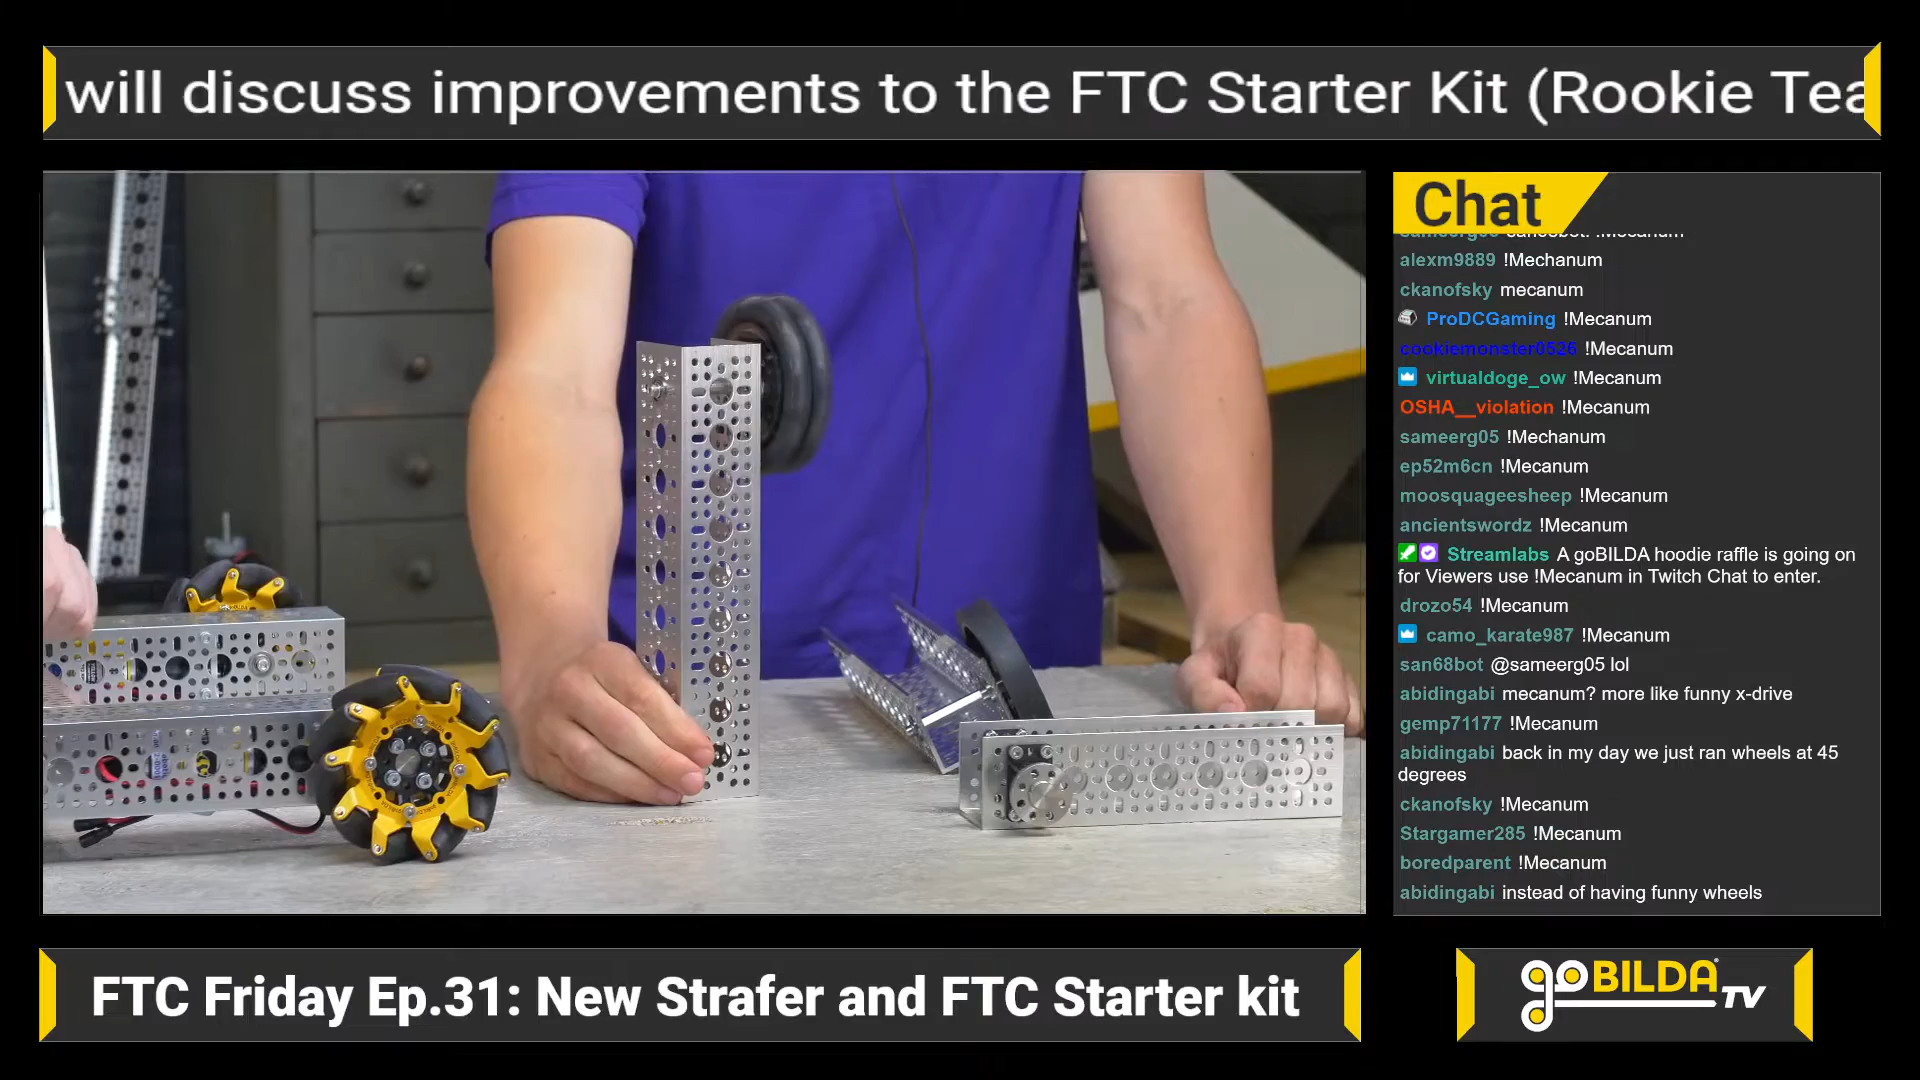 will discuss improvements to the FTC Starter Kit (Rookie Tea
Chat
alexm9889 !Mechanum
ckanofsky mecanum
ProDCGaming !Mecanum
cookiemonster0526 !Mecanum
virtualdoge_ow !Mecanum
OSHA__violation !Mecanum
sameerg05 !Mechanum
ep52m6cn !Mecanum
moosquageesheep !Mecanum
ancientswordz !Mecanum
Streamlabs A goBILDA hoodie raffle is going on
for Viewers use !Mecanum in Twitch Chat to enter.
drozo54 !Mecanum
camo_karate987 !Mecanum
san68bot @sameerg05 lol
abidingabi mecanum? more like funny x-drive
gemp71177 !Mecanum
abidingabi back in my day we just ran wheels at 45
degrees
ckanofsky !Mecanum
Stargamer285 !Mecanum
boredparent !Mecanum
abidingabi instead of having funny wheels
FTC Friday Ep.31: New Strafer and FTC Starter kit
goBILDA TV